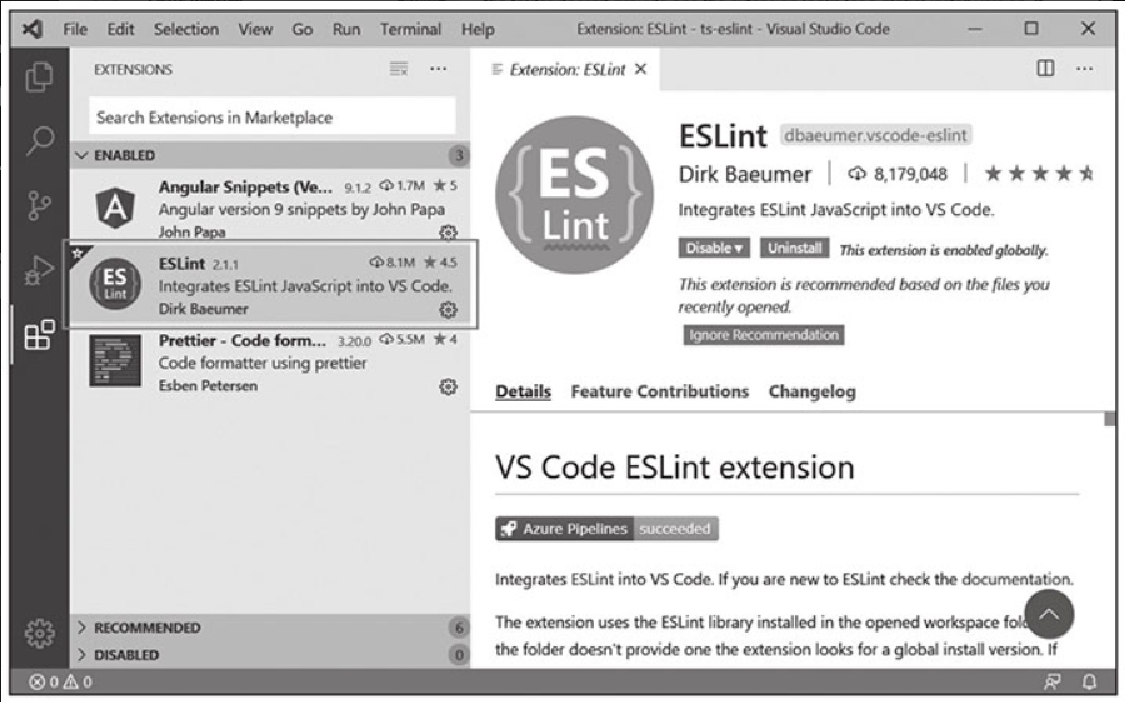 File Edit Selection View Go Run Terminal Help Extension: ESLint - ts-eslint - Visual Studio Code
EXTENSIONS
Search Extensions in Marketplace
ENABLED 3
Angular Snippets (Ve... 9.1.2 1.7M ★ 5
Angular version 9 snippets by John Papa
John Papa
ES Lint
ESLint 2.1.1 8.1M ★ 4.5
Integrates ESLint JavaScript into VS Code.
Dirk Baeumer
Prettier - Code form... 3.20.0 5.5M ★ 4
Code formatter using prettier
Esben Petersen
RECOMMENDED 6
DISABLED 0
Extension: ESLint
{ES}
Lint
ESLint dbaeumer.vscode-eslint
Dirk Baeumer | 8,179,048 |
Integrates ESLint JavaScript into VS Code.
Disable ▾ Uninstall This extension is enabled globally.
This extension is recommended based on the files you
recently opened.
Ignore Recommendation
Details Feature Contributions Changelog
VS Code ESLint extension
Azure Pipelines succeeded
Integrates ESLint into VS Code. If you are new to ESLint check the documentation.
The extension uses the ESLint library installed in the opened workspace fol
the folder doesn't provide one the extension looks for a global install version. If
0 0